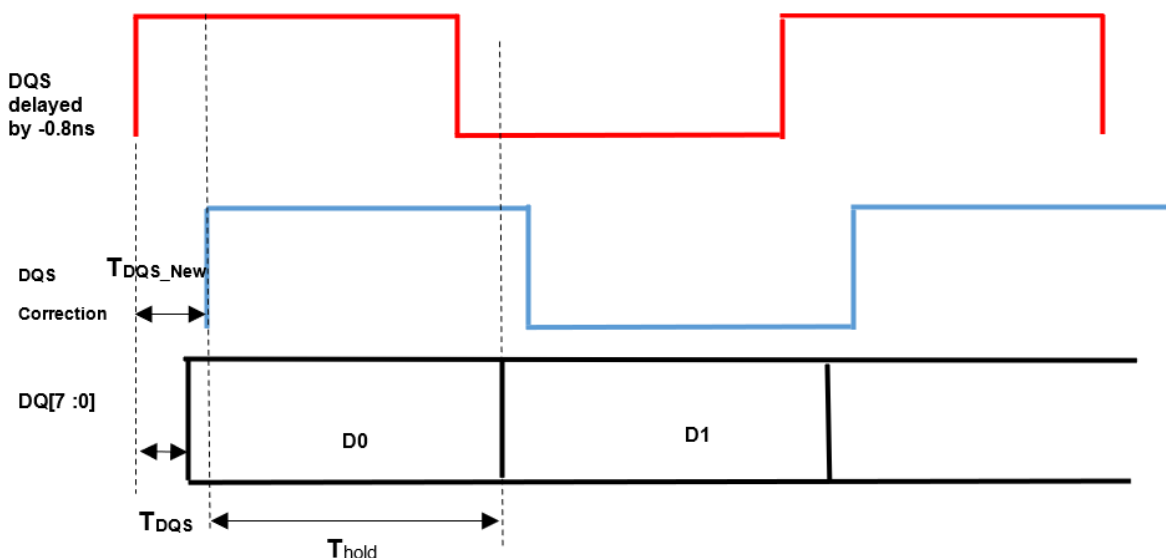 DQS
delayed
by -0.8ns
TDQS_New
DQS
Correction
DQ[7 :0]
D0
D1
TDQS
Thold